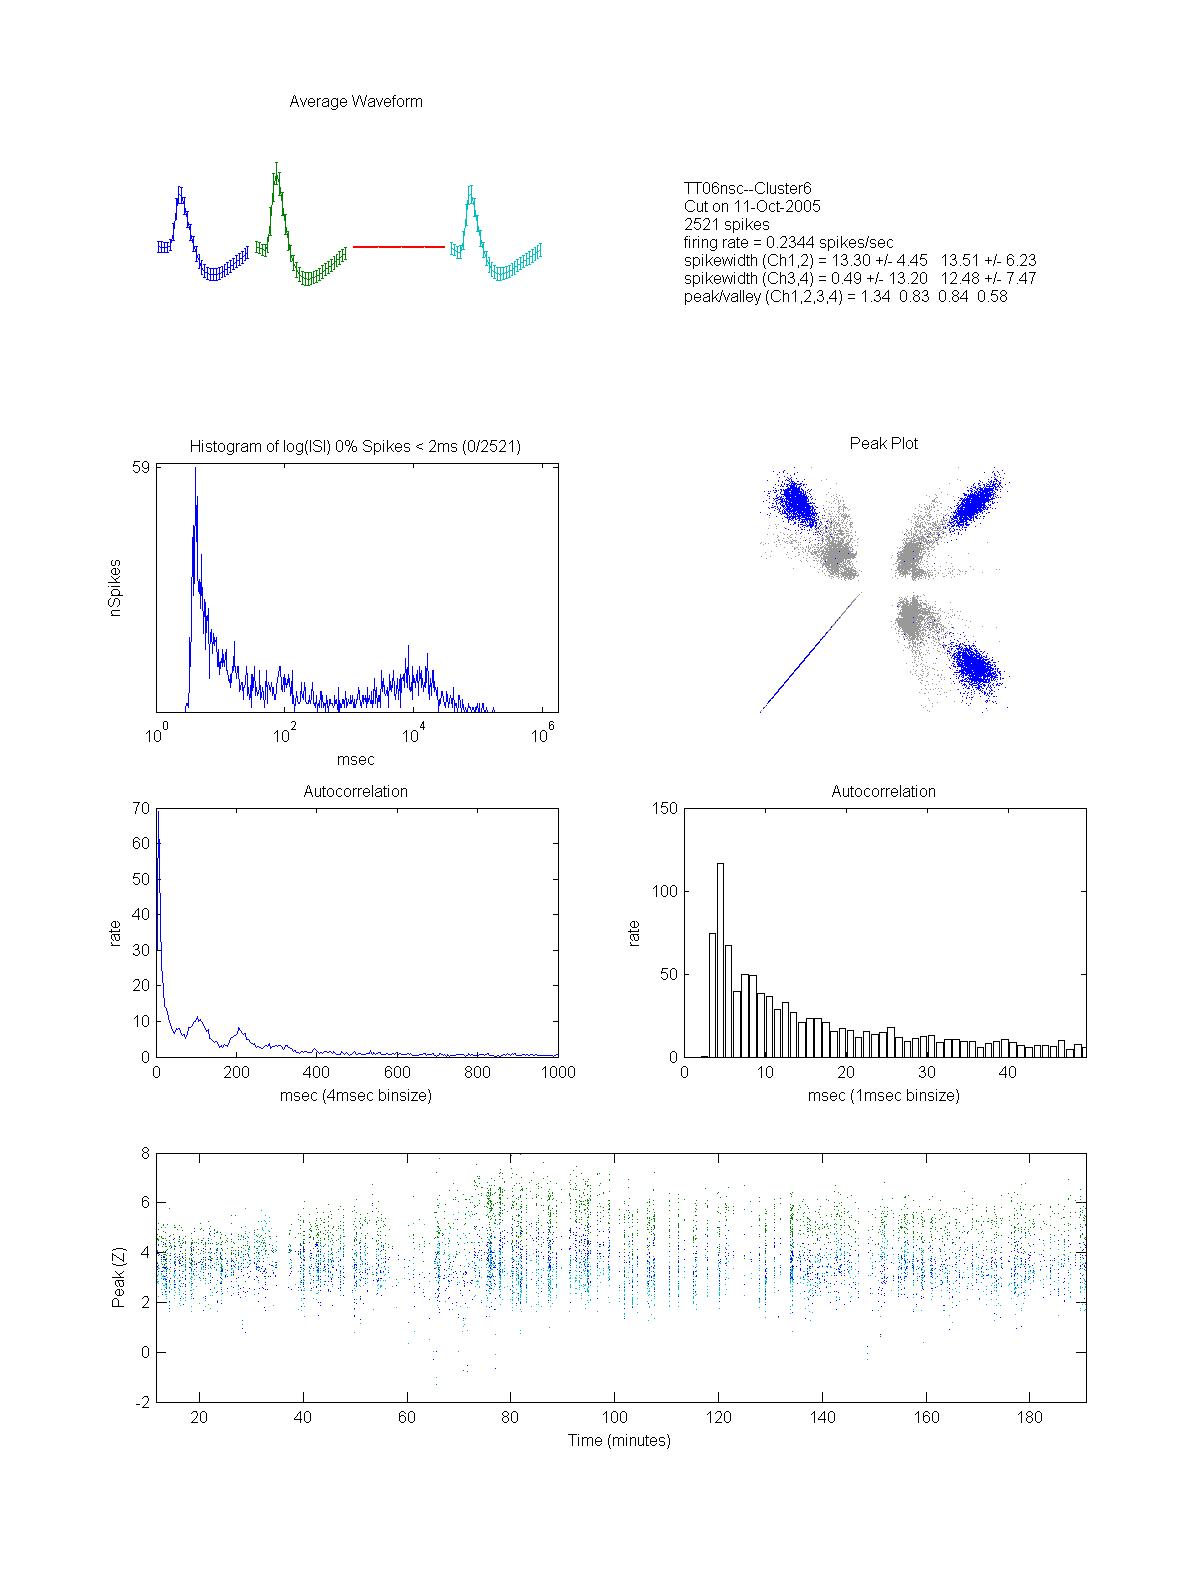 Average Waveform
TT06nsc--Cluster6
Cut on 11-Oct-2005
2521 spikes
firing rate = 0.2344 spikes/sec
spikewidth (Ch1,2) = 13.30 +/- 4.45   13.51 +/- 6.23
spikewidth (Ch3,4) = 0.49 +/- 13.20   12.48 +/- 7.47
peak/valley (Ch1,2,3,4) = 1.34  0.83  0.84  0.58
Histogram of log(ISI) 0% Spikes < 2ms (0/2521)
59
nSpikes
10^0 10^2 10^4 10^6
msec
Peak Plot
Autocorrelation
70
60
50
40
30
20
10
0
rate
0 200 400 600 800 1000
msec (4msec binsize)
Autocorrelation
150
100
50
0
rate
0 10 20 30 40
msec (1msec binsize)
8
6
4
2
0
-2
Peak (Z)
20 40 60 80 100 120 140 160 180
Time (minutes)